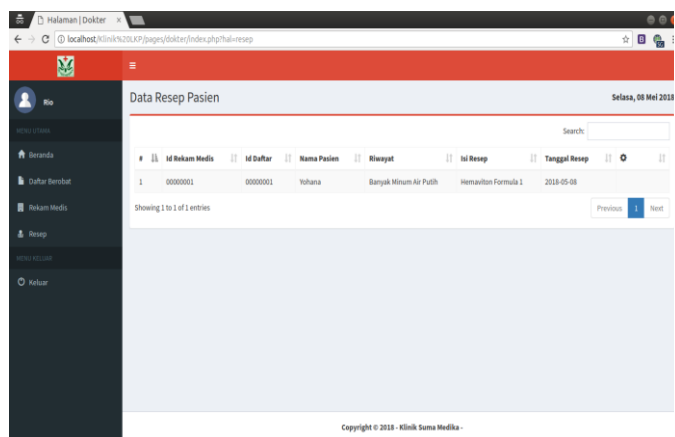 Halaman | Dokter ×
localhost/Klinik%20LKP/pages/dokter/index.php?hal=resep
Rio
Data Resep Pasien
Selasa, 08 Mei 2018
MENU UTAMA
Search:
Beranda
# Id Rekam Medis Id Daftar Nama Pasien Riwayat Isi Resep Tanggal Resep
Daftar Berobat
1 00000001 00000001 Yohana Banyak Minum Air Putih Hemaviton Formula 1 2018-05-08
Rekam Medis
Showing 1 to 1 of 1 entries
Previous 1 Next
Resep
MENU KELUAR
Keluar
Copyright © 2018 - Klinik Suma Medika -